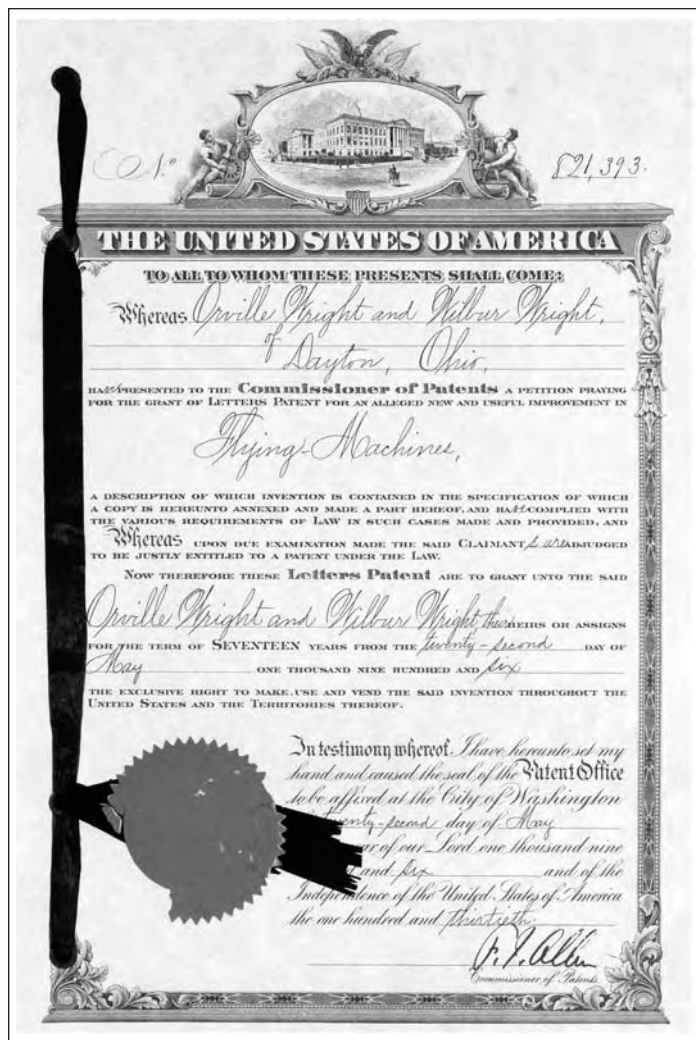 No. 821,393.
THE UNITED STATES OF AMERICA
TO ALL TO WHOM THESE PRESENTS SHALL COME:
Whereas Orville Wright and Wilbur Wright,
of
Dayton, Ohio,
HAve PRESENTED TO THE Commissioner of Patents A PETITION PRAYING
FOR THE GRANT OF LETTERS PATENT FOR AN ALLEGED NEW AND USEFUL IMPROVEMENT IN
Flying-Machines,
A DESCRIPTION OF WHICH INVENTION IS CONTAINED IN THE SPECIFICATION OF WHICH
A COPY IS HEREUNTO ANNEXED AND MADE A PART HEREOF, AND HAve COMPLIED WITH
THE VARIOUS REQUIREMENTS OF LAW IN SUCH CASES MADE AND PROVIDED, AND
Whereas UPON DUE EXAMINATION MADE THE SAID CLAIMANTs are ADJUDGED
TO BE JUSTLY ENTITLED TO A PATENT UNDER THE LAW.
NOW THEREFORE THESE Letters Patent ARE TO GRANT UNTO THE SAID
Orville Wright and Wilbur Wright, their HEIRS OR ASSIGNS
FOR THE TERM OF SEVENTEEN YEARS FROM THE twenty-second DAY OF
May ONE THOUSAND NINE HUNDRED AND six
THE EXCLUSIVE RIGHT TO MAKE, USE AND VEND THE SAID INVENTION THROUGHOUT THE
UNITED STATES AND THE TERRITORIES THEREOF.
In testimony whereof I have hereunto set my
hand and caused the seal of the Patent Office
to be affixed at the City of Washington
twenty-second day of May
of our Lord one thousand nine
and six and of the
Independence of the United States of America
the one hundred and thirtieth.
F. I. Allen
Commissioner of Patents